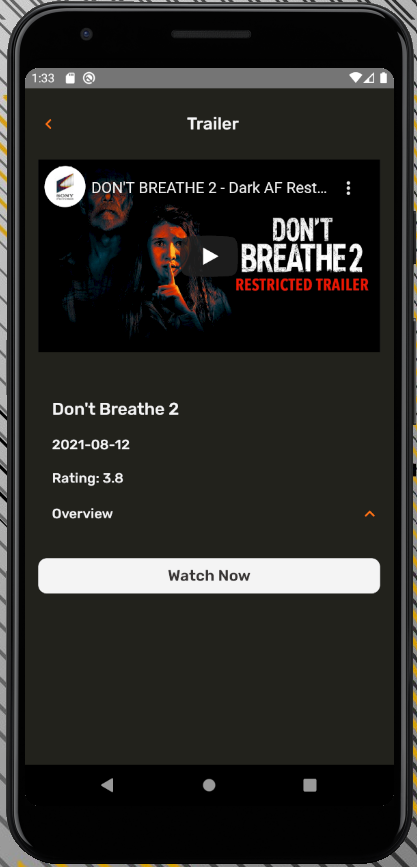 1:33
Trailer
SONY
DON'T BREATHE 2 - Dark AF Rest...
DON'T
BREATHE 2
RESTRICTED TRAILER
Don't Breathe 2
2021-08-12
Rating: 3.8
Overview
Watch Now